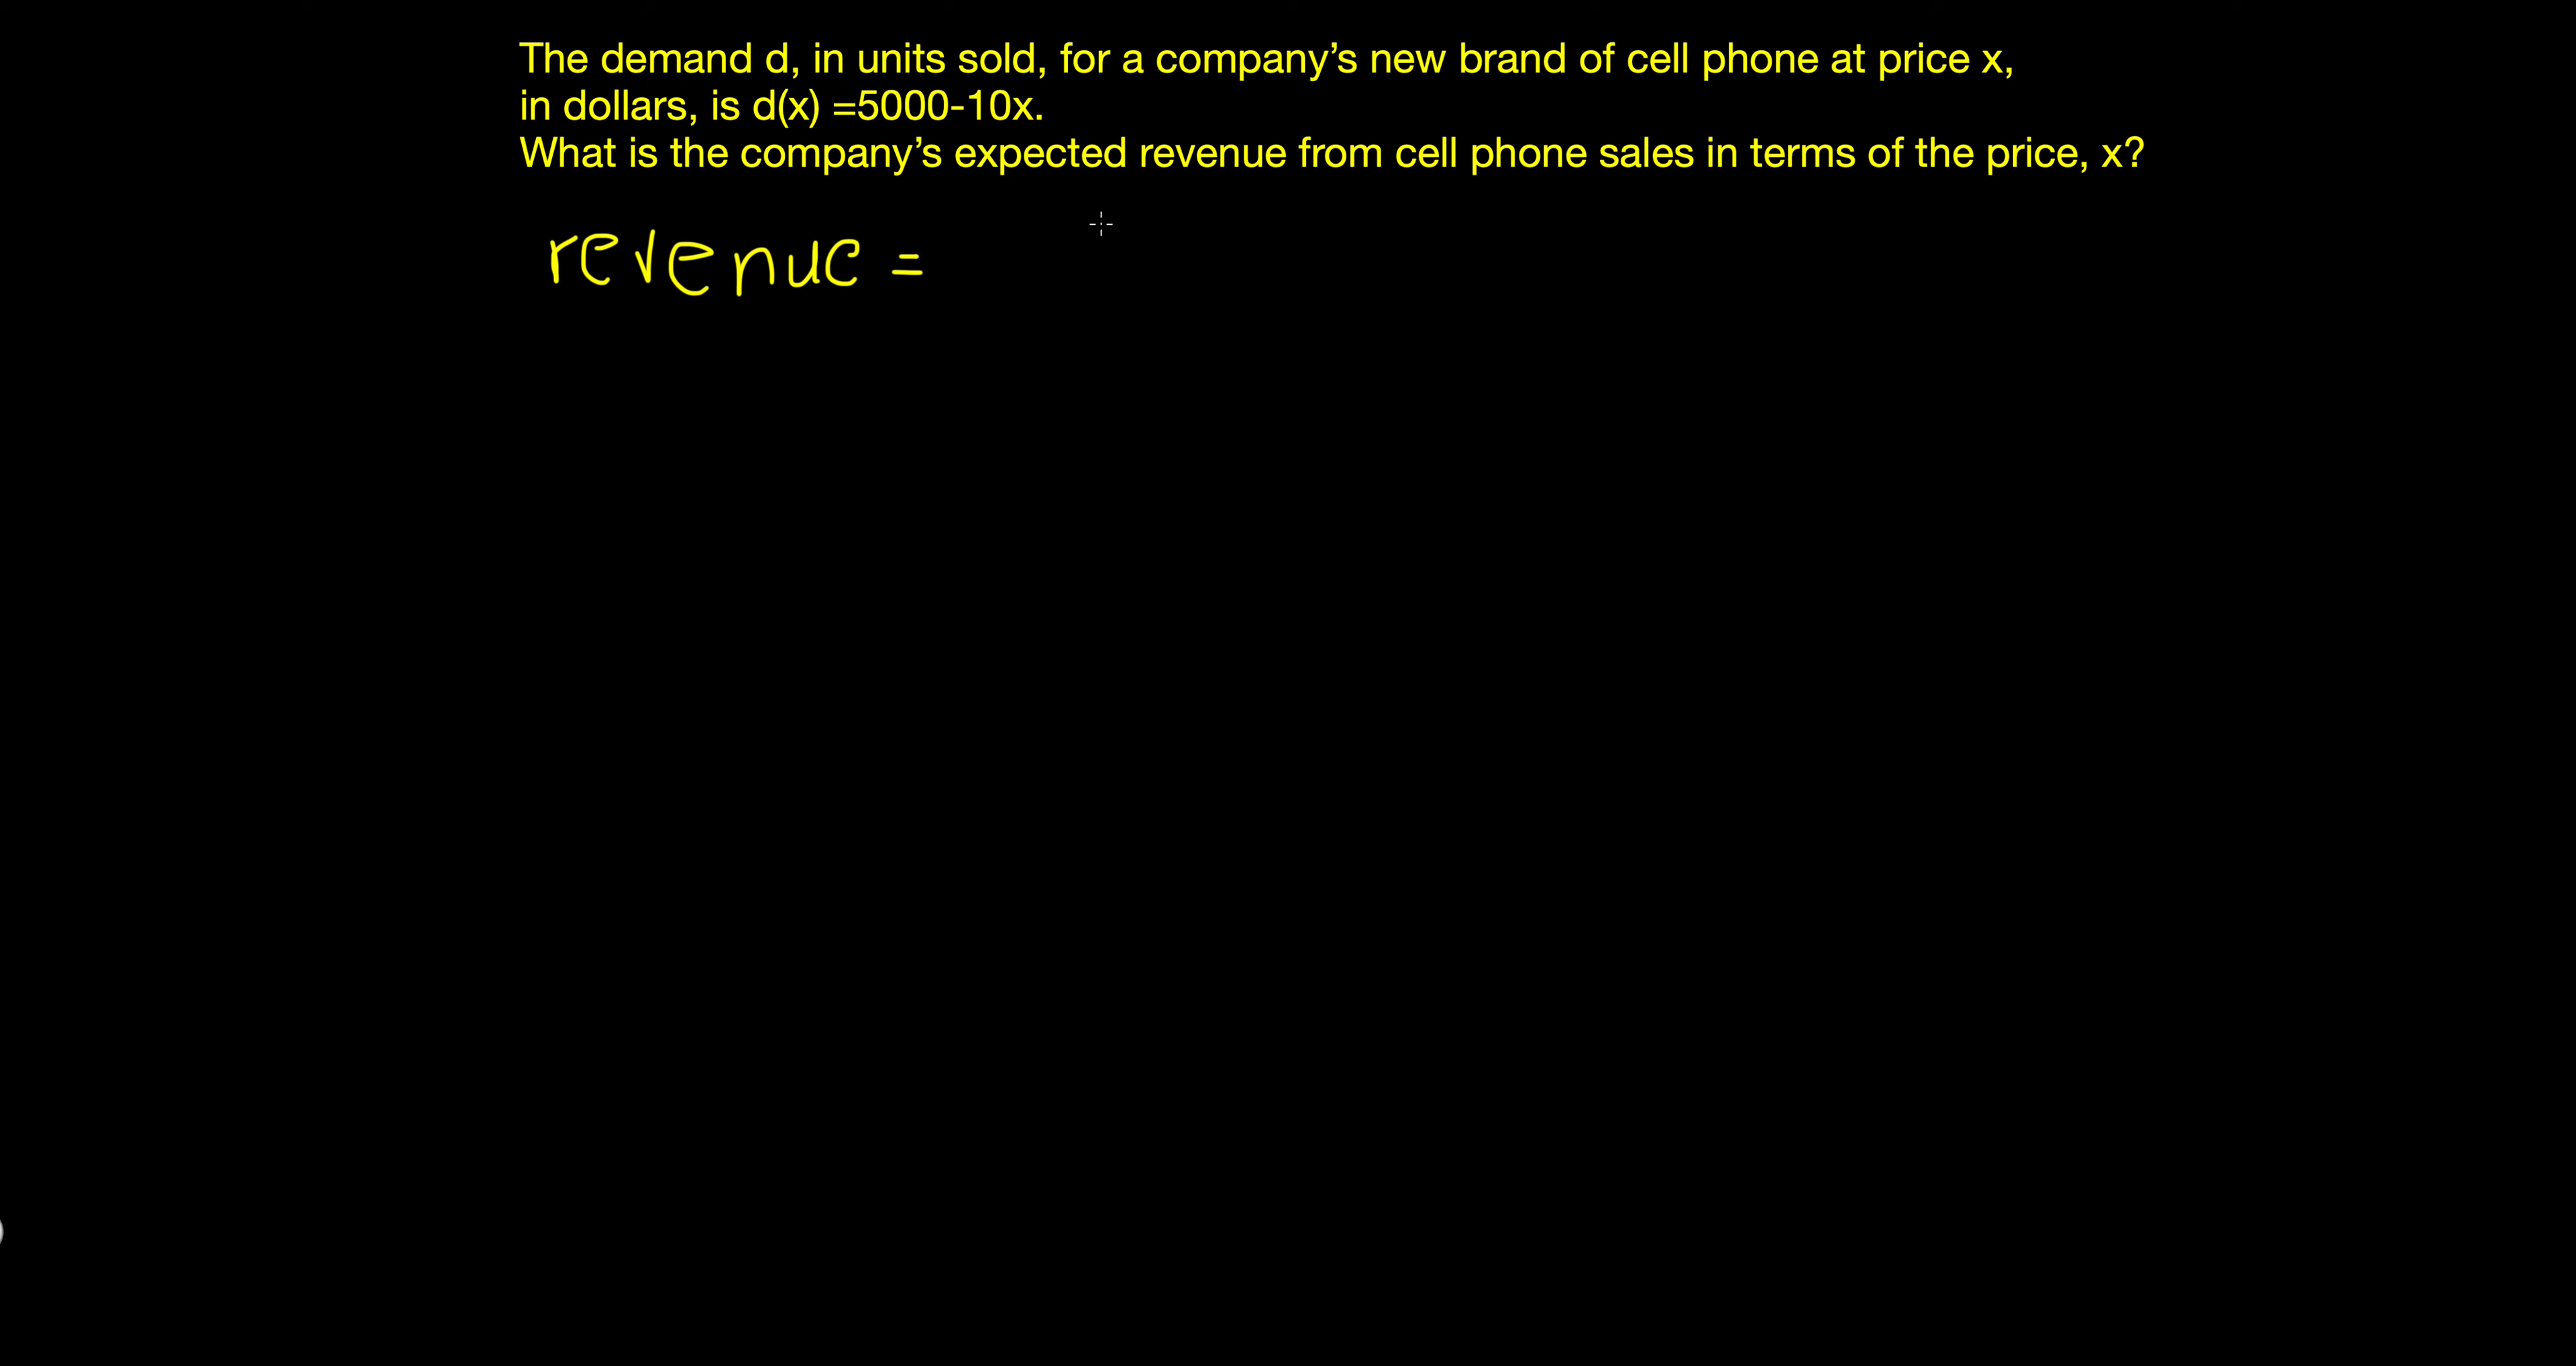 The demand d, in units sold, for a company’s new brand of cell phone at price x,
in dollars, is d(x) =5000-10x.
What is the company’s expected revenue from cell phone sales in terms of the price, x?
revenue =